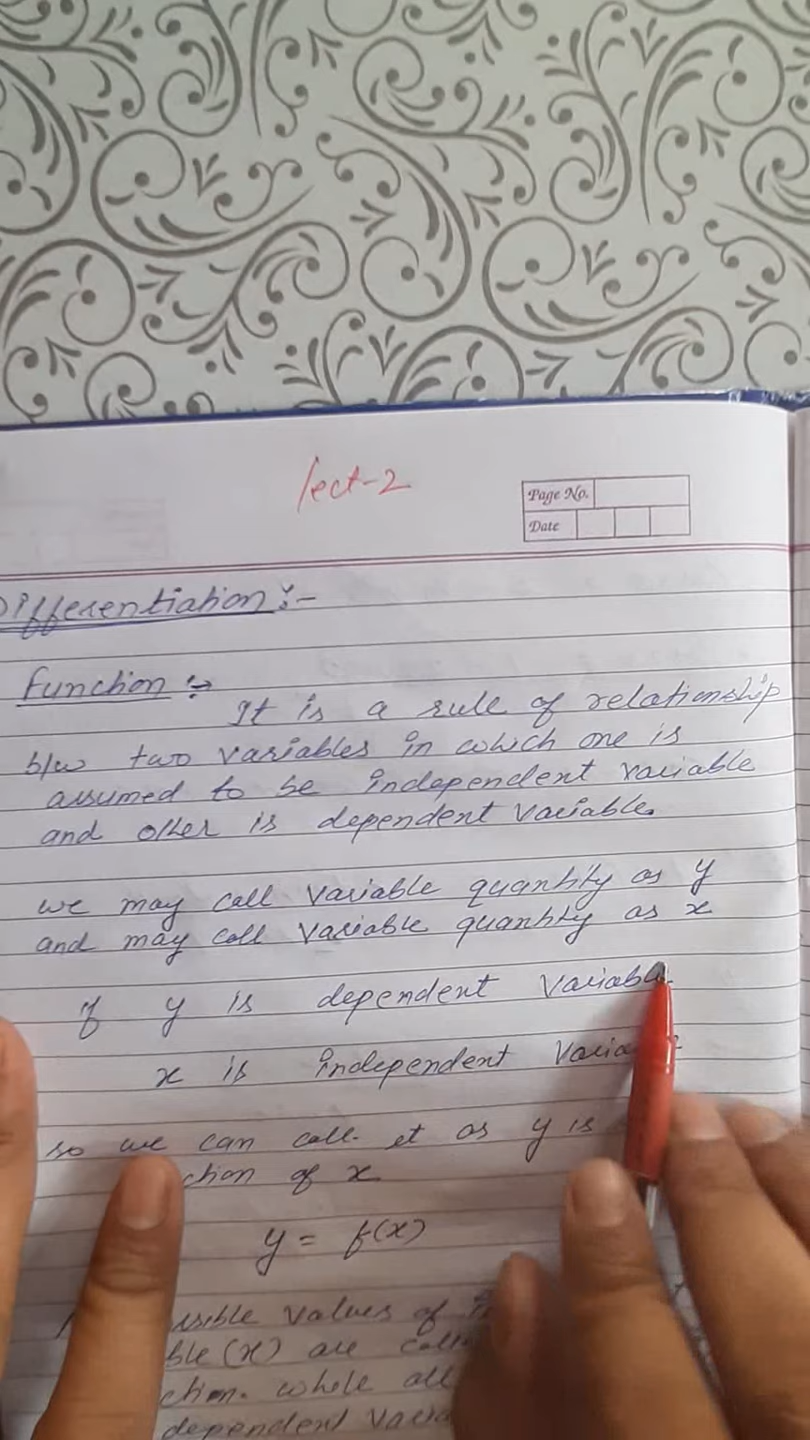 lect-2
Page No.
Date
Differentiation :-
Function :-
It is a rule of relationship
b/w two variables in which one is
assumed to be independent variable
and other is dependent variable.
we may call variable quantity as y
and may call variable quantity as x
if y is dependent variable
x is independent
so we can call it as y is
of x
y = f(x)
values of
(x) are
while all
dependent